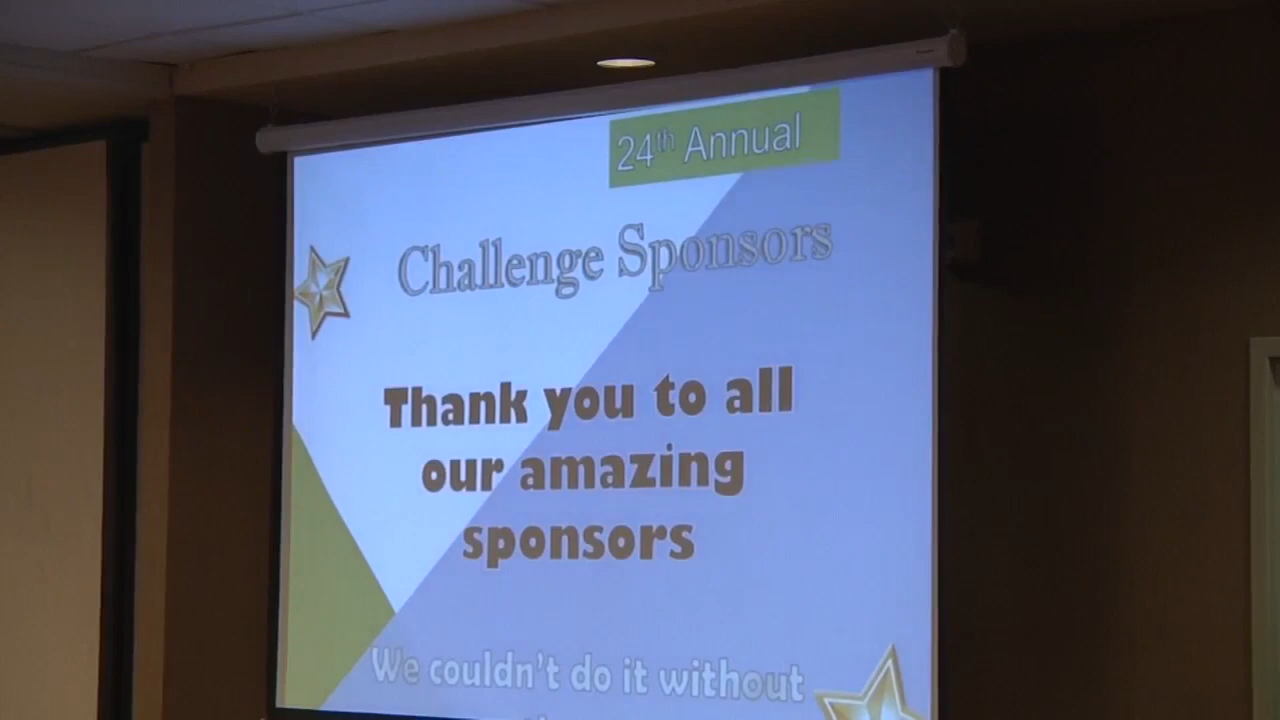 24th Annual
Challenge Sponsors
Thank you to all
our amazing
sponsors
We couldn't do it without